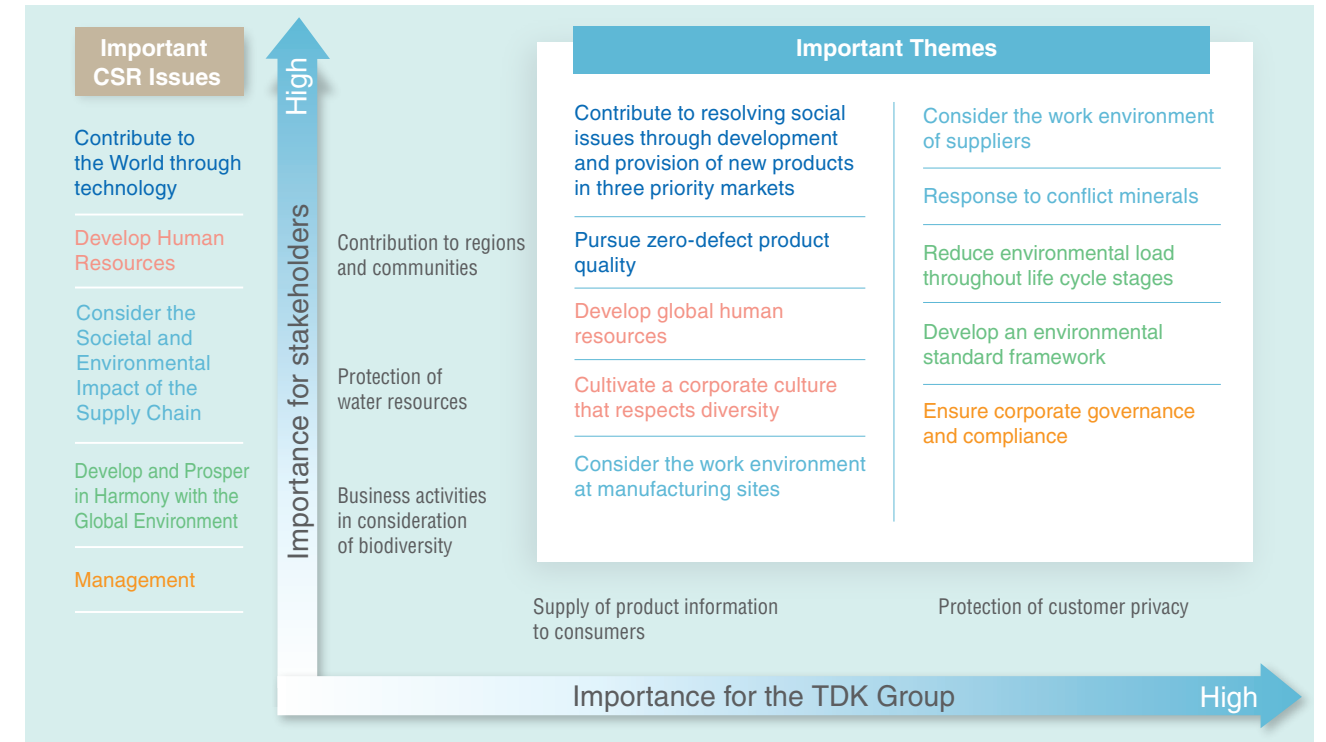 Important
CSR Issues
Contribute to
the World through
technology
Develop Human
Resources
Consider the
Societal and
Environmental
Impact of the
Supply Chain
Develop and Prosper
in Harmony with the
Global Environment
Management
High
Importance for stakeholders
Contribution to regions
and communities
Protection of
water resources
Business activities
in consideration
of biodiversity
Important Themes
Contribute to resolving social
issues through development
and provision of new products
in three priority markets
Pursue zero-defect product
quality
Develop global human
resources
Cultivate a corporate culture
that respects diversity
Consider the work environment
at manufacturing sites
Consider the work environment
of suppliers
Response to conflict minerals
Reduce environmental load
throughout life cycle stages
Develop an environmental
standard framework
Ensure corporate governance
and compliance
Supply of product information
to consumers
Protection of customer privacy
Importance for the TDK Group
High